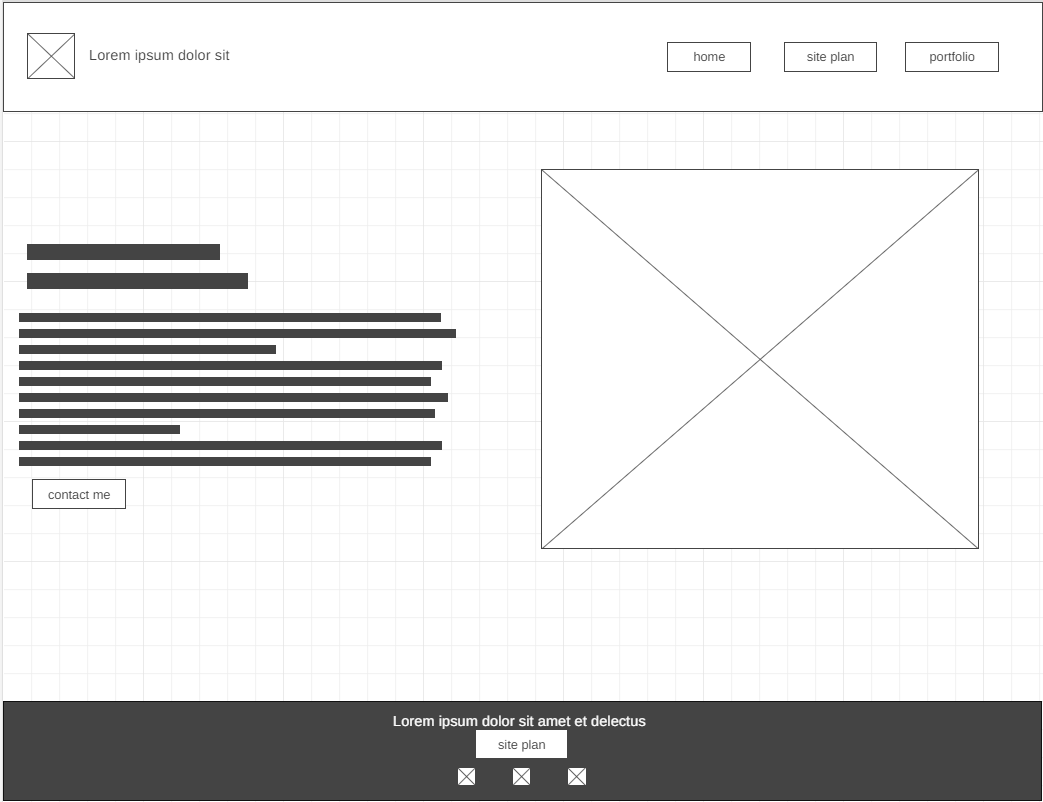 Lorem ipsum dolor sit
home
site plan
portfolio
contact me
Lorem ipsum dolor sit amet et delectus
site plan